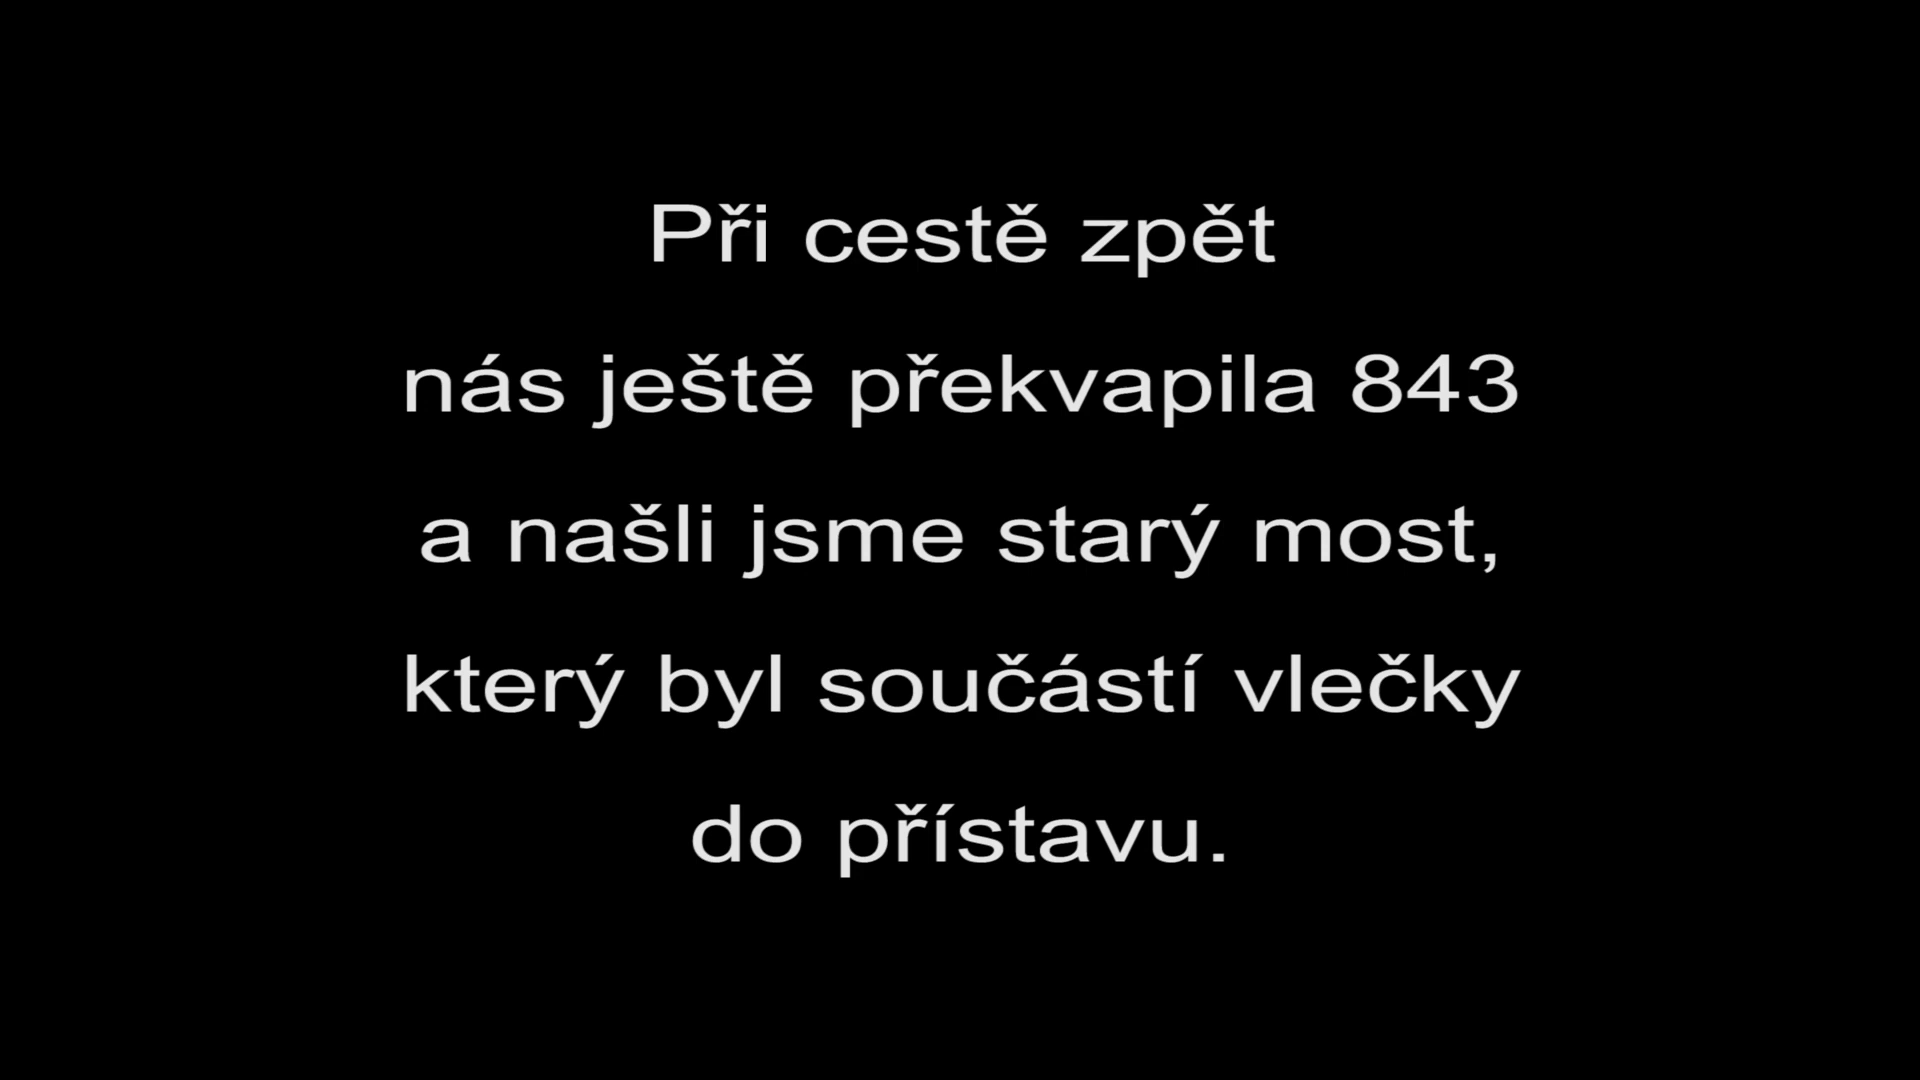 Při cestě zpět
nás ještě překvapila 843
a našli jsme starý most,
který byl součástí vlečky
do přístavu.